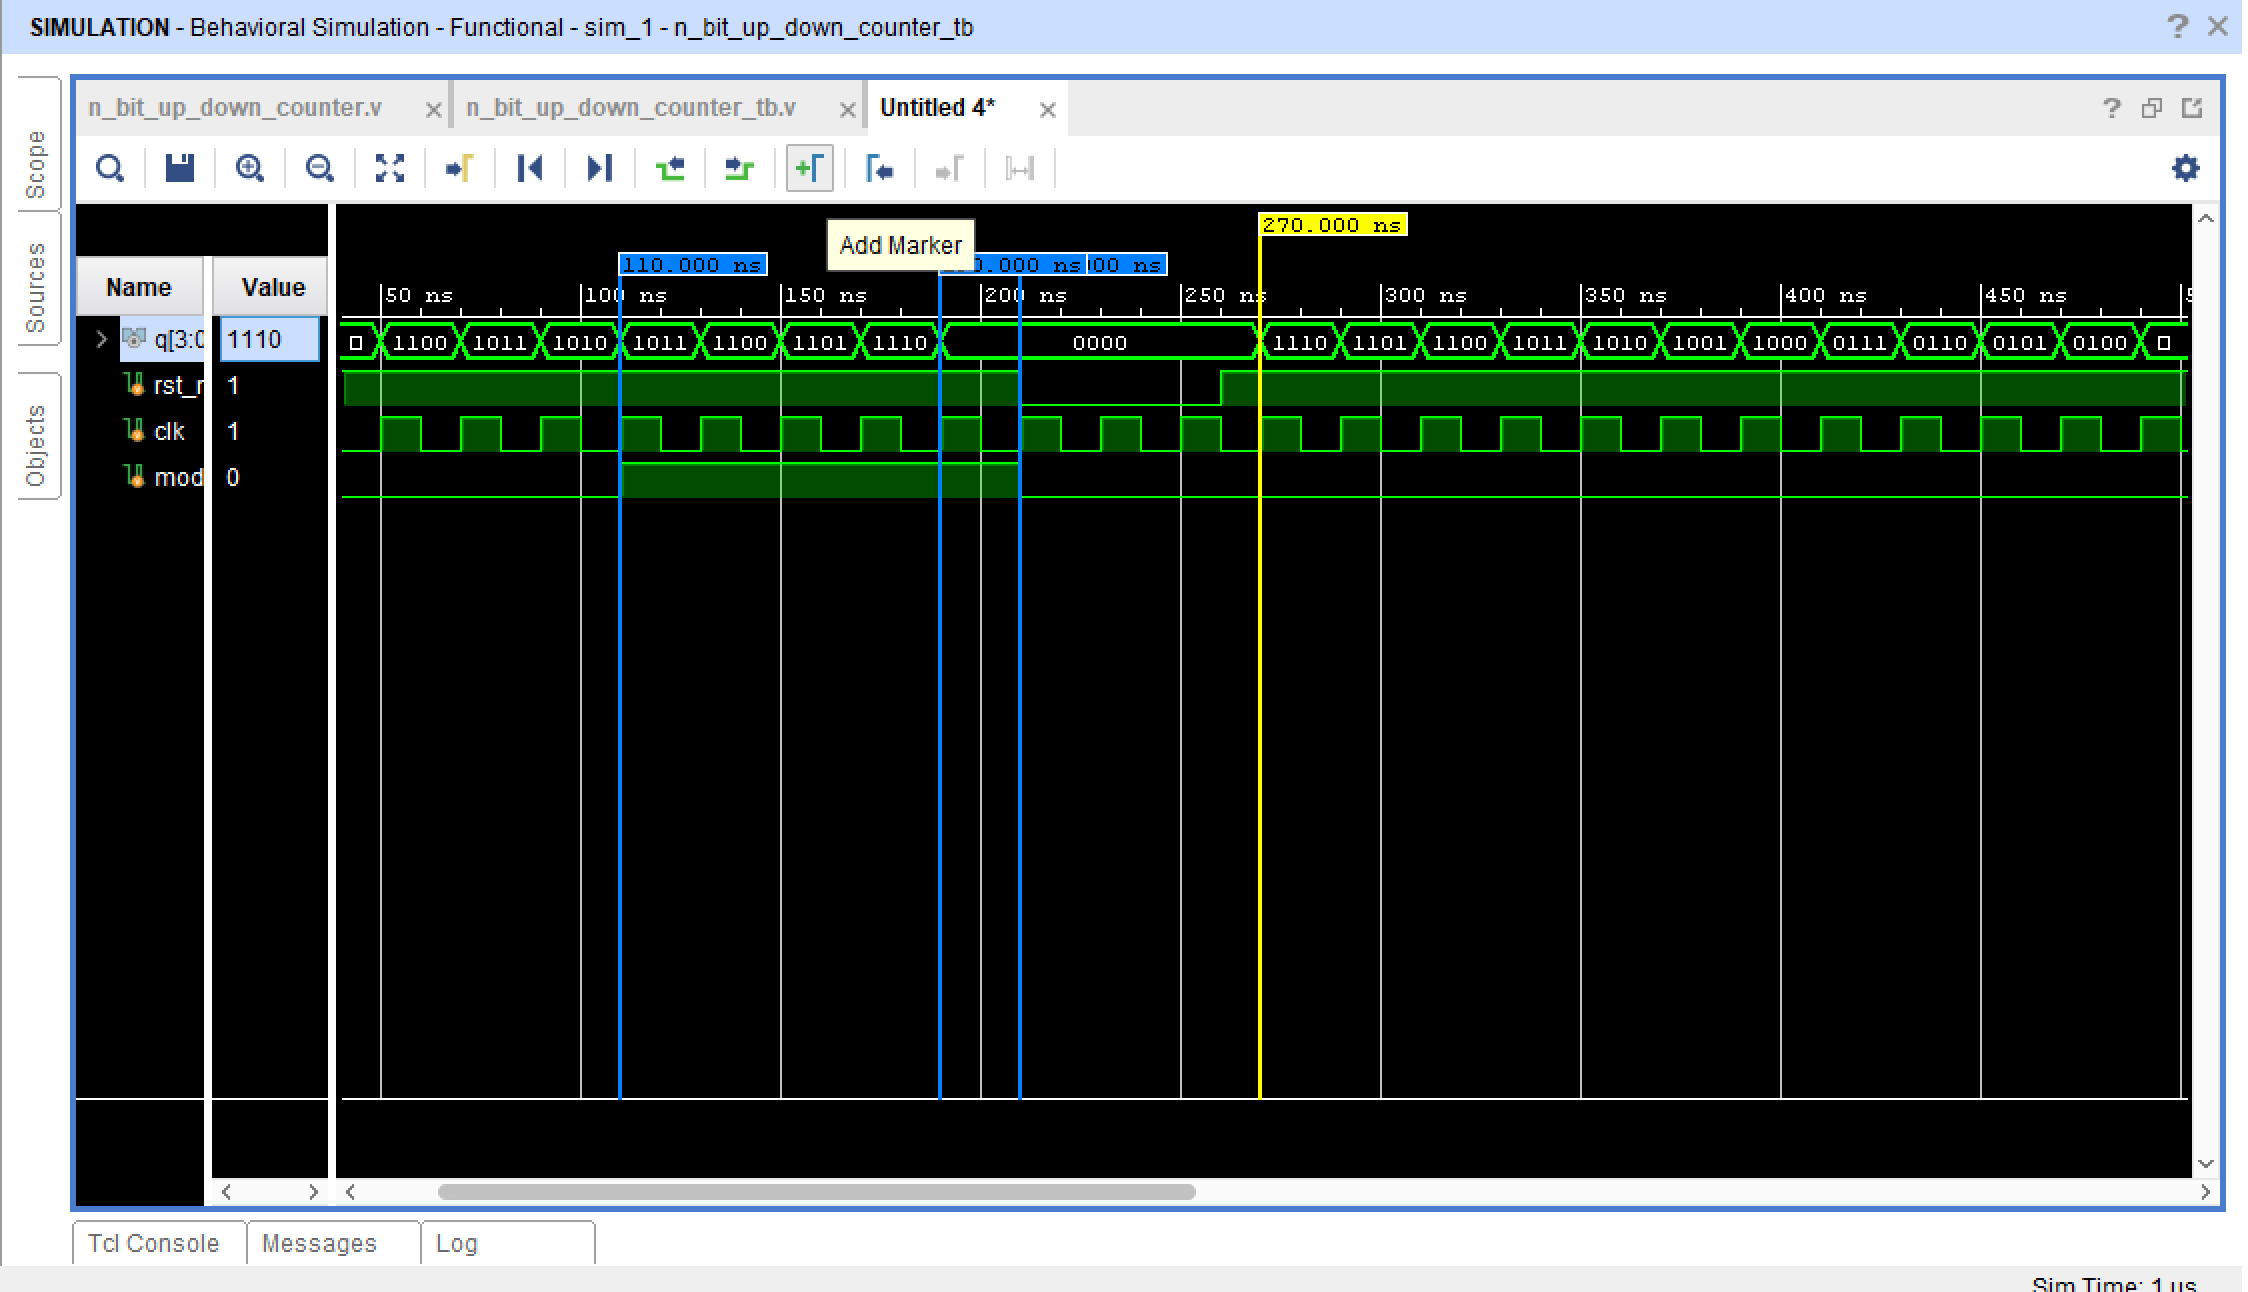 SIMULATION - Behavioral Simulation - Functional - sim_1 - n_bit_up_down_counter_tb
Scope
Sources
Objects
n_bit_up_down_counter.v
n_bit_up_down_counter_tb.v
Untitled 4*
Add Marker
270.000 ns
110.000 ns
0.000 ns
00 ns
Name
Value
50 ns
100 ns
150 ns
200 ns
250 ns
300 ns
350 ns
400 ns
450 ns
q[3:0
1110
1100 1011 1010 1011 1100 1101 1110 0000 1110 1101 1100 1011 1010 1001 1000 0111 0110 0101 0100
rst_r
1
clk
1
mod
0
Tcl Console
Messages
Log
Sim Time: 1 us